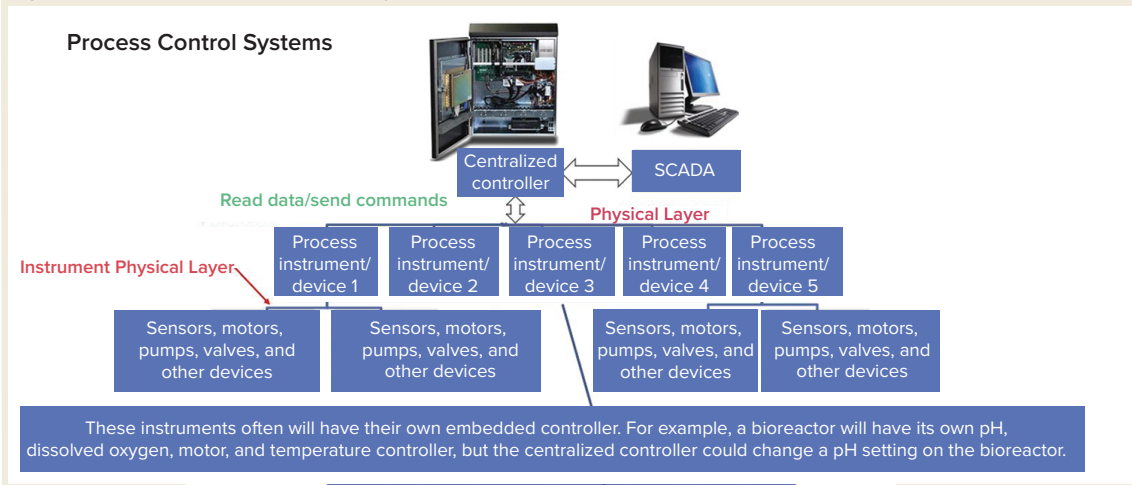 Process Control Systems
Centralized
controller
SCADA
Read data/send commands
Physical Layer
Process
instrument/
device 1
Process
instrument/
device 2
Process
instrument/
device 3
Process
instrument/
device 4
Process
instrument/
device 5
Instrument Physical Layer
Sensors, motors,
pumps, valves, and
other devices
Sensors, motors,
pumps, valves, and
other devices
Sensors, motors,
pumps, valves, and
other devices
Sensors, motors,
pumps, valves, and
other devices
These instruments often will have their own embedded controller. For example, a bioreactor will have its own pH,
dissolved oxygen, motor, and temperature controller, but the centralized controller could change a pH setting on the bioreactor.